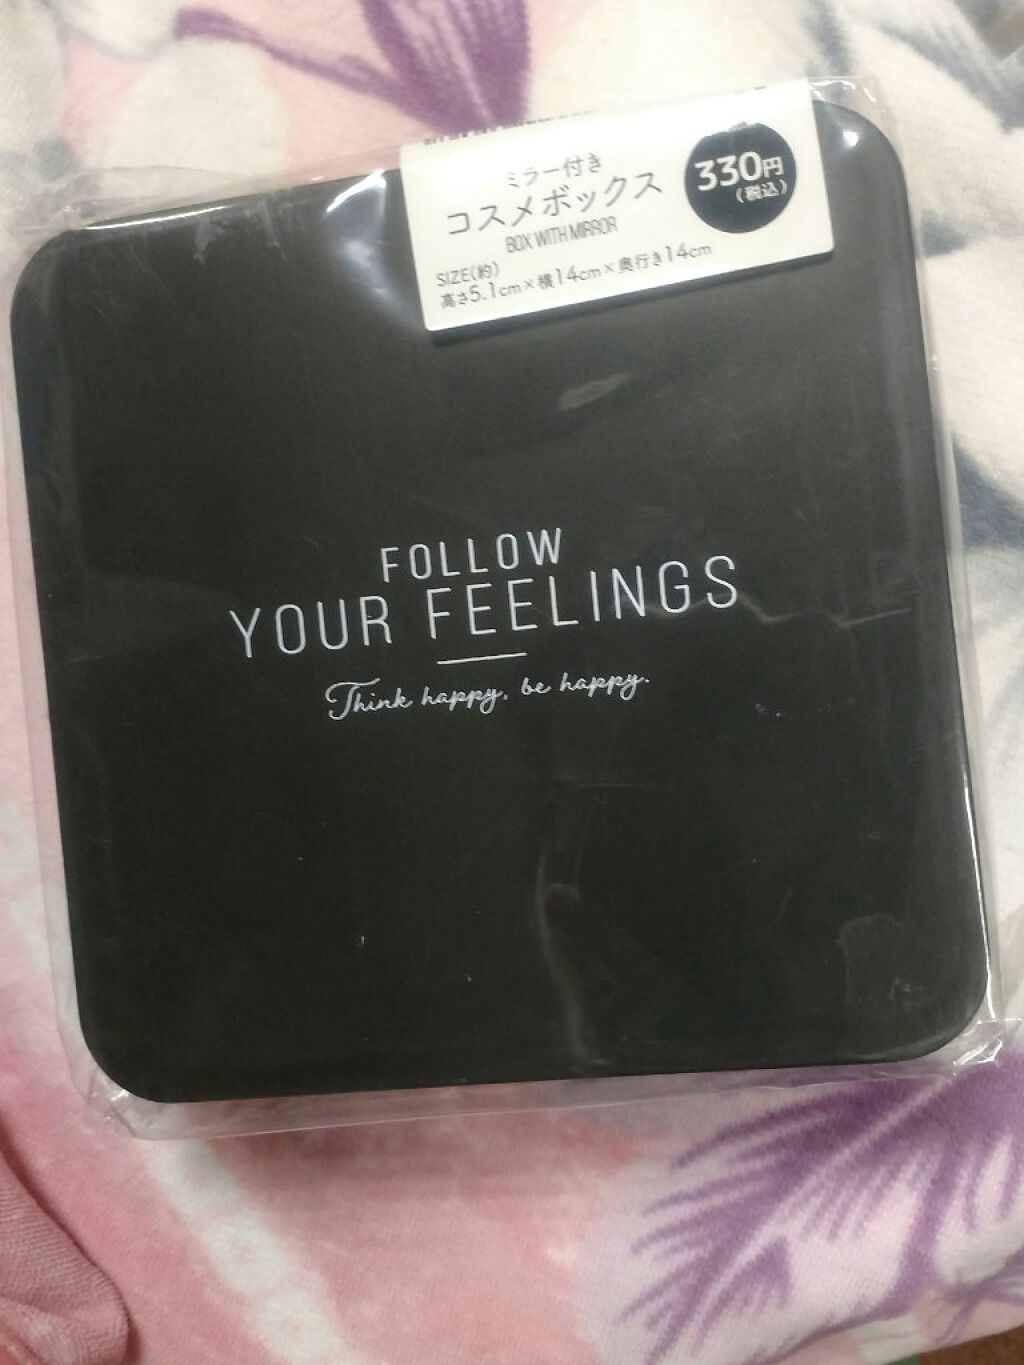 ミラー付き
コスメボックス
BOX WITH MIRROR
330円
(税込)
SIZE(約)
高さ5.1cm×横14cm×奥行き14cm
FOLLOW
YOUR FEELINGS
Think happy, be happy.